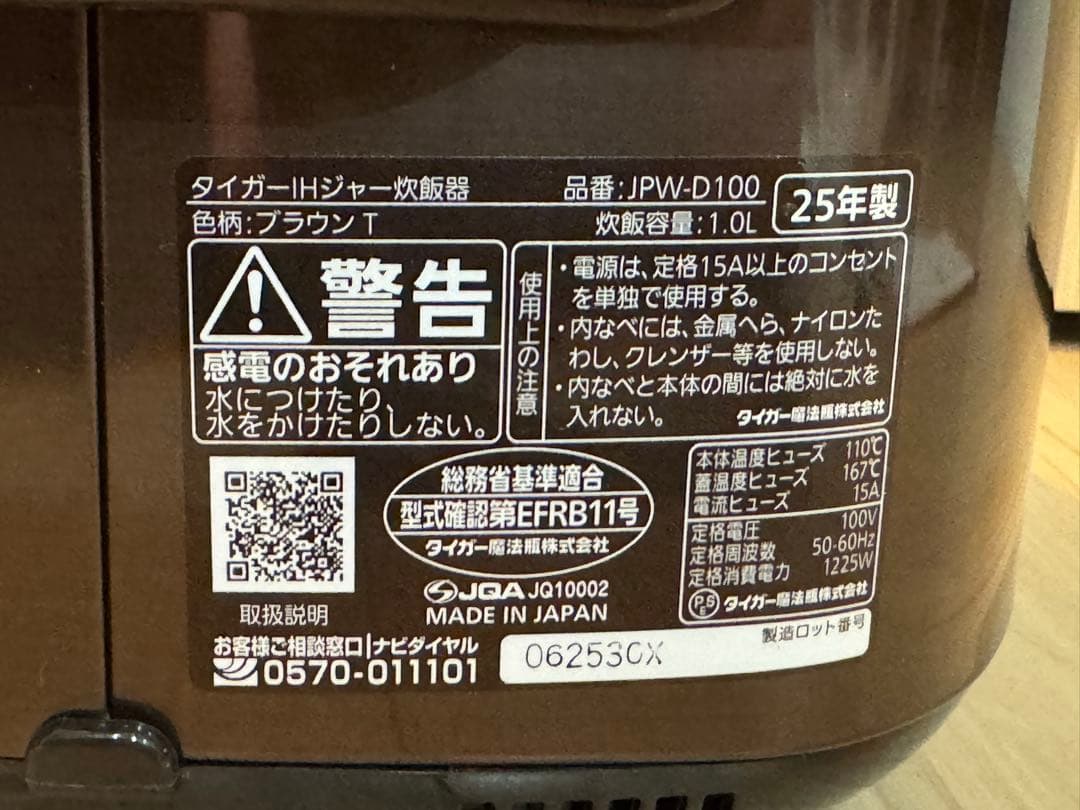 タイガーIHジャー炊飯器 品番:JPW-D100
25年製
色柄:ブラウン T 炊飯容量:1.0L
警告
感電のおそれあり
水につけたり、
水をかけたりしない。
使用上の注意
・電源は、定格15A以上のコンセント
を単独で使用する。
・内なべには、金属へら、ナイロンた
わし、クレンザー等を使用しない。
・内なべと本体の間には絶対に水を
入れない。
タイガー魔法瓶株式会社
取扱説明
総務省基準適合
型式確認第EFRB11号
タイガー魔法瓶株式会社
JQA JQ10002
MADE IN JAPAN
本体温度ヒューズ 110℃
蓋温度ヒューズ 167℃
電流ヒューズ 15A
定格電圧 100V
定格周波数 50-60Hz
定格消費電力 1225W
PSE タイガー魔法瓶株式会社
お客様ご相談窓口 ナビダイヤル
0570-011101
製造ロット番号
062530X